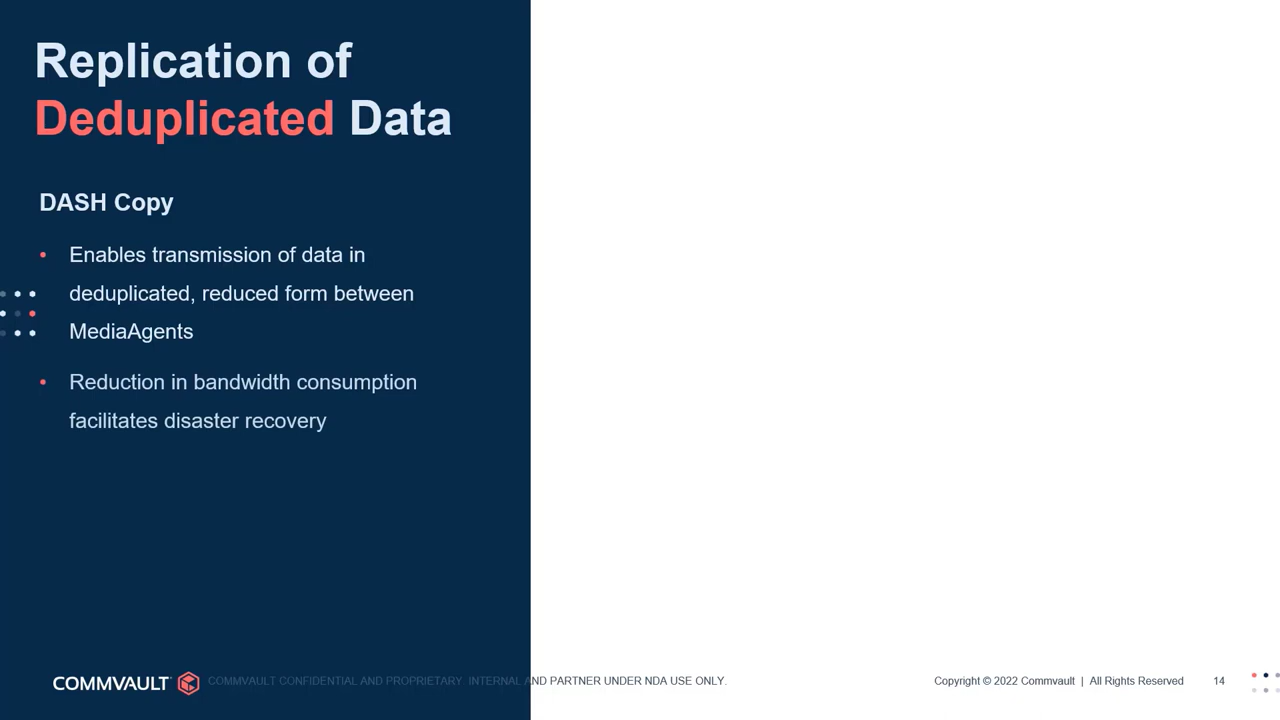 Replication of
Deduplicated Data
DASH Copy
• Enables transmission of data in
deduplicated, reduced form between
MediaAgents
• Reduction in bandwidth consumption
facilitates disaster recovery
COMMVAULT COMMVAULT CONFIDENTIAL AND PROPRIETARY INTERNAL AND PARTNER UNDER NDA USE ONLY. Copyright © 2022 Commvault | All Rights Reserved 14